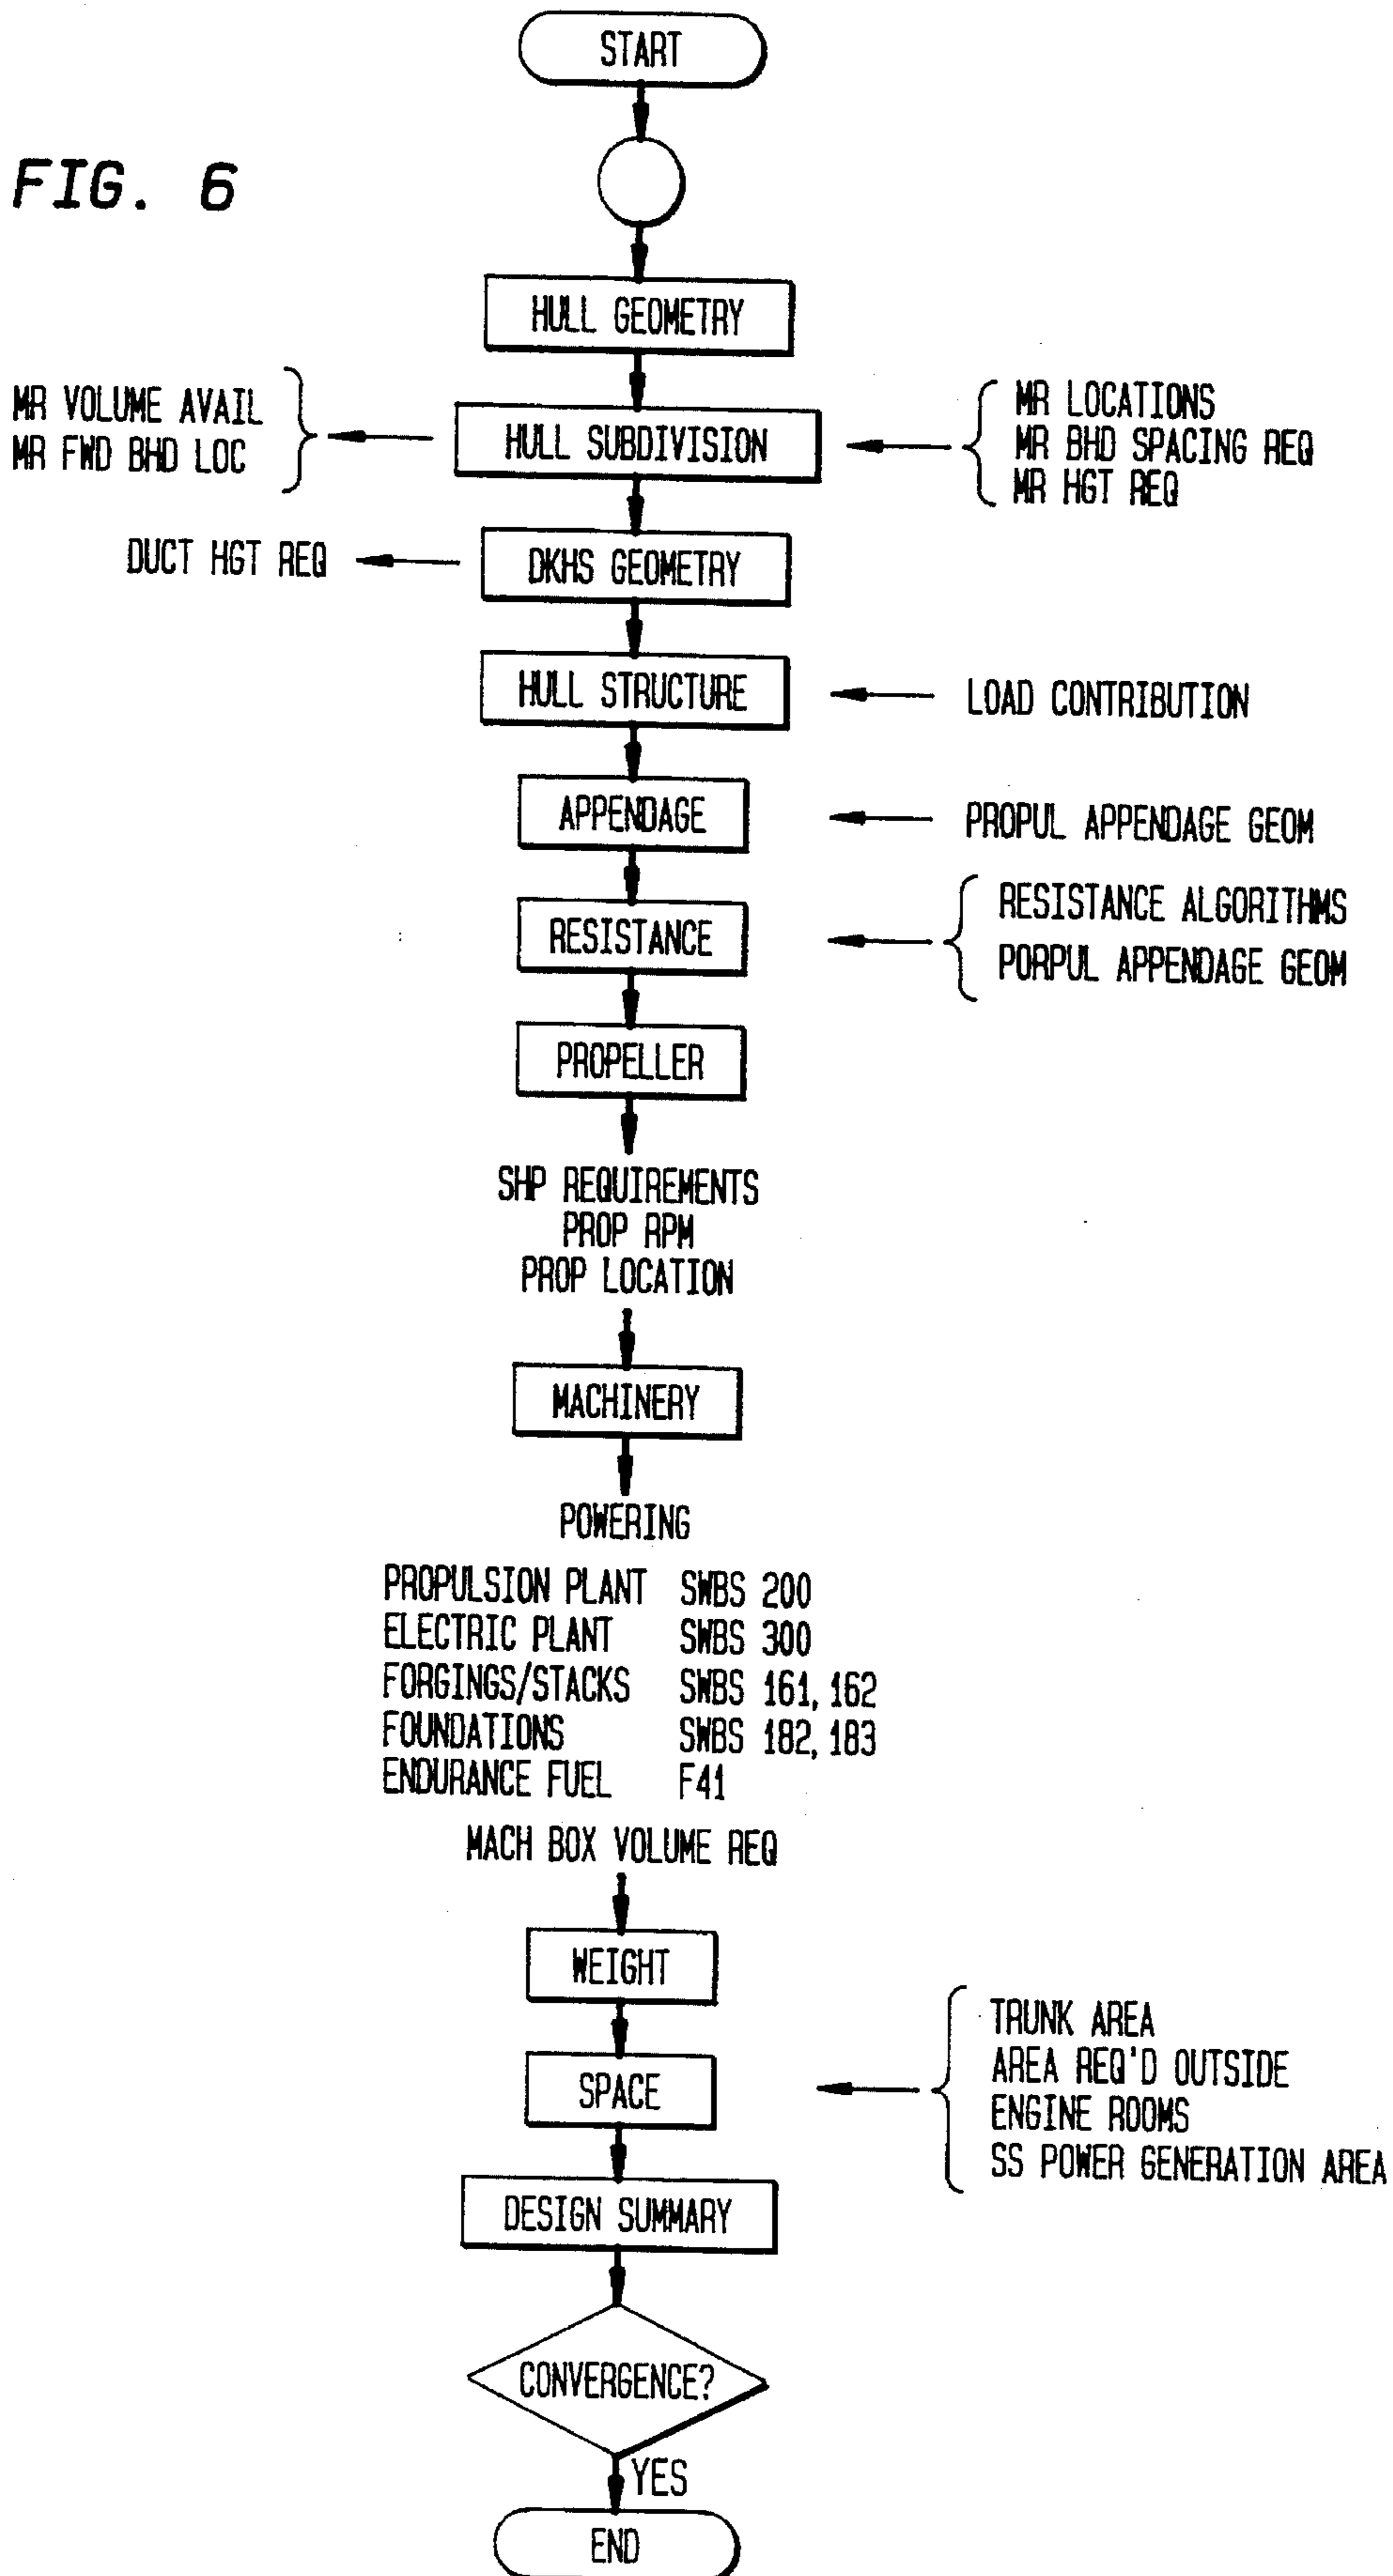 START
FIG. 6
HULL GEOMETRY
MR VOLUME AVAIL
MR FWD BHD LOC
HULL SUBDIVISION
MR LOCATIONS
MR BHD SPACING REQ
MR HGT REQ
DUCT HGT REQ
DKHS GEOMETRY
HULL STRUCTURE
LOAD CONTRIBUTION
APPENDAGE
PROPUL APPENDAGE GEOM
RESISTANCE
RESISTANCE ALGORITHMS
PORPUL APPENDAGE GEOM
PROPELLER
SHP REQUIREMENTS
PROP RPM
PROP LOCATION
MACHINERY
POWERING
PROPULSION PLANT SWBS 200
ELECTRIC PLANT SWBS 300
FORGINGS/STACKS SWBS 161, 162
FOUNDATIONS SWBS 182, 183
ENDURANCE FUEL F41
MACH BOX VOLUME REQ
WEIGHT
SPACE
TRUNK AREA
AREA REQ'D OUTSIDE
ENGINE ROOMS
SS POWER GENERATION AREA
DESIGN SUMMARY
CONVERGENCE?
YES
END